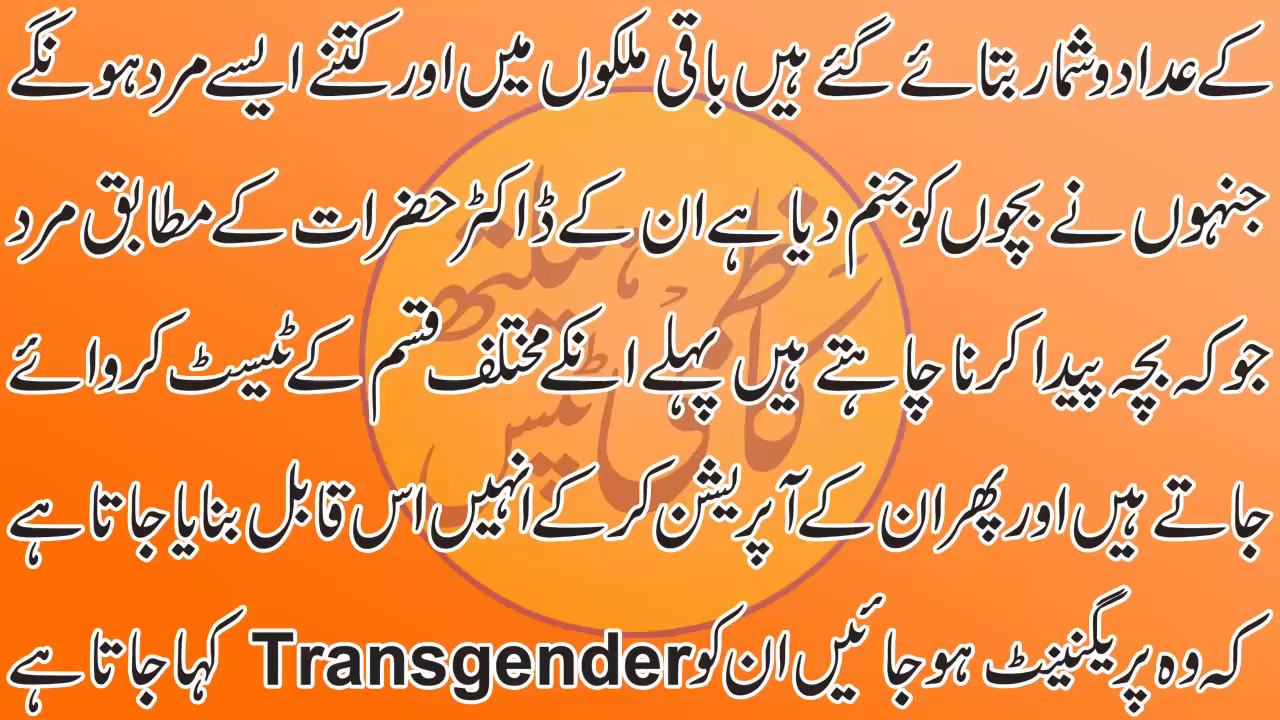 کے عداد و شمار بتائے گئے ہیں باقی ملکوں میں اور کتنے ایسے مرد ہونگے
جنہوں نے بچوں کو جنم دیا ہے ان کے ڈاکٹر حضرات کے مطابق مرد
جو کہ بچہ پیدا کرنا چاہتے ہیں پہلے انکے مختلف قسم کے ٹیسٹ کروائے
جاتے ہیں اور پھر ان کے آپریشن کر کے انہیں اس قابل بنایا جاتا ہے
کہ وہ پریگنینٹ ہو جائیں ان کو Transgender کہا جاتا ہے
کاظمی ہیلتھ ٹپس